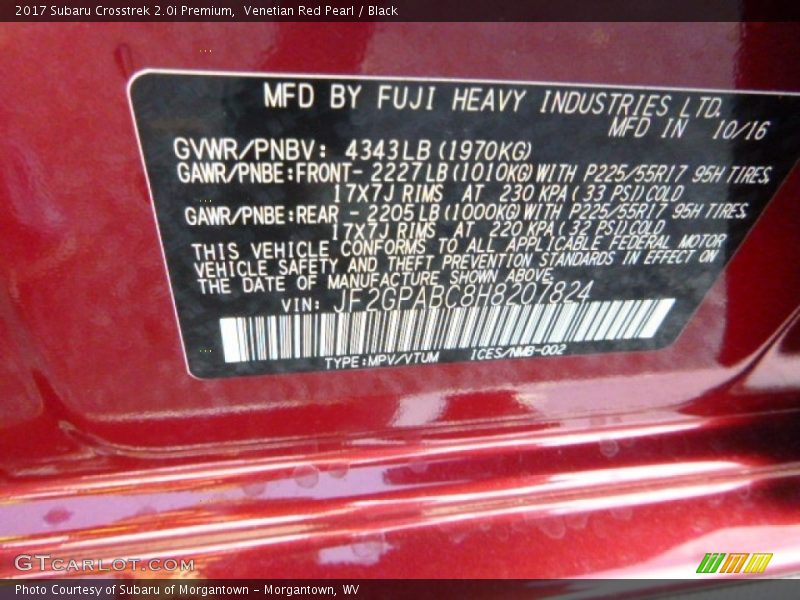 2017 Subaru Crosstrek 2.0i Premium,  Venetian Red Pearl / Black
MFD BY FUJI HEAVY INDUSTRIES LTD.
MFD IN 10/16
GVWR/PNBV: 4343LB (1970KG)
GAWR/PNBE:FRONT- 2227LB (1010KG) WITH P225/55R17 95H TIRES,
17X7J RIMS AT 230 KPA ( 33 PSI) COLD
GAWR/PNBE:REAR - 2205LB (1000KG) WITH P225/55R17 95H TIRES,
17X7J RIMS AT 220 KPA ( 32 PSI) COLD
THIS VEHICLE CONFORMS TO ALL APPLICABLE FEDERAL MOTOR
VEHICLE SAFETY AND THEFT PREVENTION STANDARDS IN EFFECT ON
THE DATE OF MANUFACTURE SHOWN ABOVE.
VIN: JF2GPABC8H8207824
TYPE:MPV/VTUM ICES/NMB-002
GTCARLOT.COM
Photo Courtesy of Subaru of Morgantown - Morgantown, WV